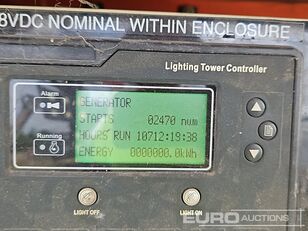 8VDC NOMINAL WITHIN ENCLOSURE
Lighting Tower Controller
Alarm
GENERATOR
STARTS 02470 num
Running
HOURS RUN 10712:19:38
ENERGY 0000000.0kWh
LIGHT OFF
LIGHT ON
EURO
AUCTIONS